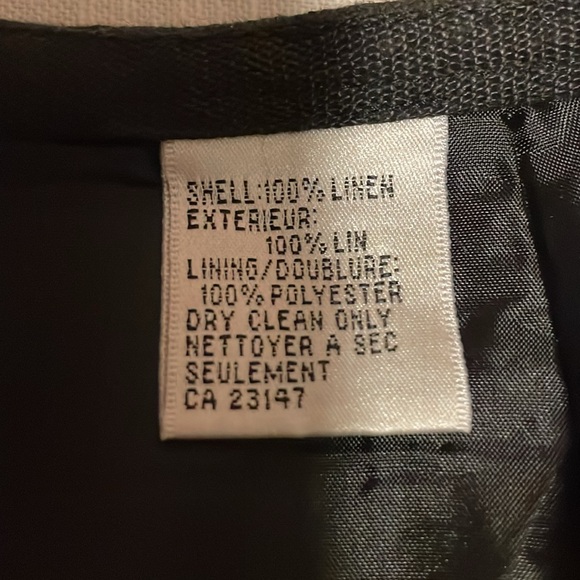 SHELL:100% LINEN
EXTERIEUR:
100% LIN
LINING/DOUBLURE:
100% POLYESTER
DRY CLEAN ONLY
NETTOYER A SEC
SEULEMENT
CA 23147